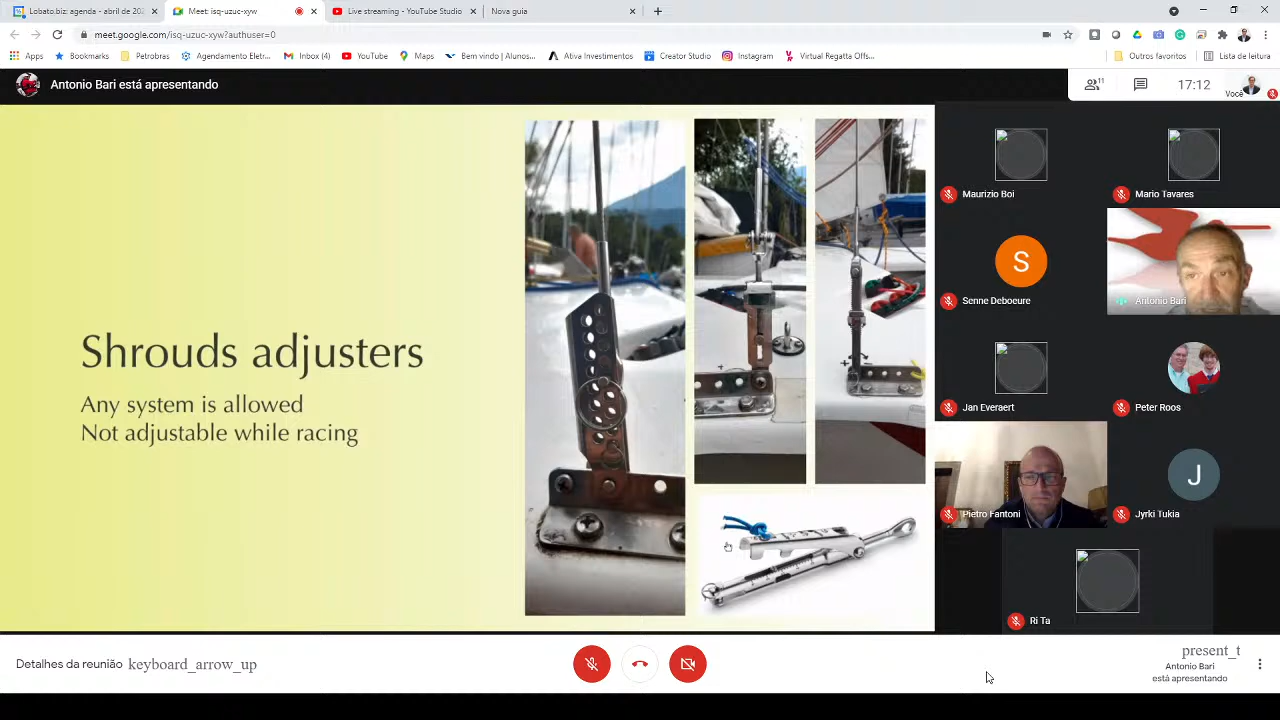 Lobato.biz: agenda - abril de 202
Meet: isq-uzuc-xyw
Live streaming - YouTube Studio
Nova guia
meet.google.com/isq-uzuc-xyw?authuser=0
Apps
Bookmarks
Petrobras
Agendamento Eletr...
Inbox (4)
YouTube
Maps
Bem vindo | Alunos...
Ativa Investimentos
Creator Studio
Instagram
Virtual Regatta Offs...
Outros favoritos
Lista de leitura
Antonio Bari está apresentando
11
17:12
Você
Shrouds adjusters
Any system is allowed
Not adjustable while racing
Maurizio Boi
Mario Tavares
S
Senne Deboeure
Antonio Bari
Jan Everaert
Peter Roos
Pietro Fantoni
J
Jyrki Tukia
Ri Ta
Detalhes da reunião keyboard_arrow_up
present_t
Antonio Bari
está apresentando